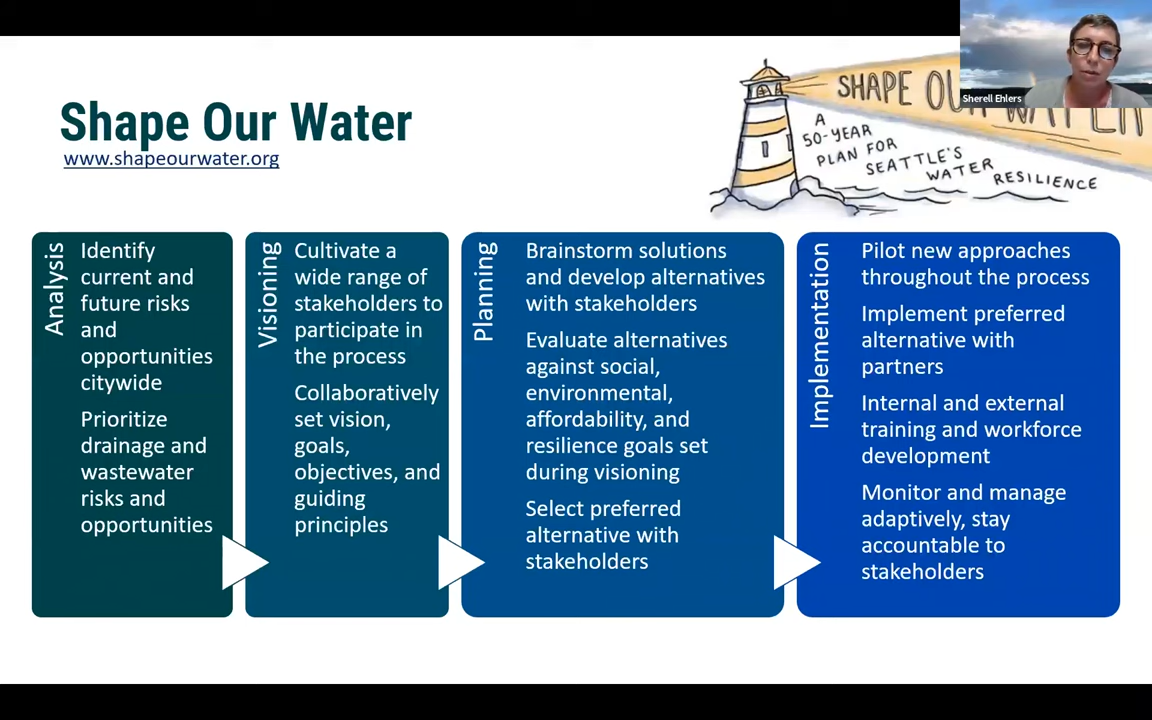 Shape Our Water
www.shapeourwater.org
SHAPE OUR WATER
A
50-YEAR
PLAN FOR
SEATTLE'S
WATER
RESILIENCE
Sherell Ehlers
Analysis
Identify
current and
future risks
and
opportunities
citywide
Prioritize
drainage and
wastewater
risks and
opportunities
Visioning
Cultivate a
wide range of
stakeholders to
participate in
the process
Collaboratively
set vision,
goals,
objectives, and
guiding
principles
Planning
Brainstorm solutions
and develop alternatives
with stakeholders
Evaluate alternatives
against social,
environmental,
affordability, and
resilience goals set
during visioning
Select preferred
alternative with
stakeholders
Implementation
Pilot new approaches
throughout the process
Implement preferred
alternative with
partners
Internal and external
training and workforce
development
Monitor and manage
adaptively, stay
accountable to
stakeholders